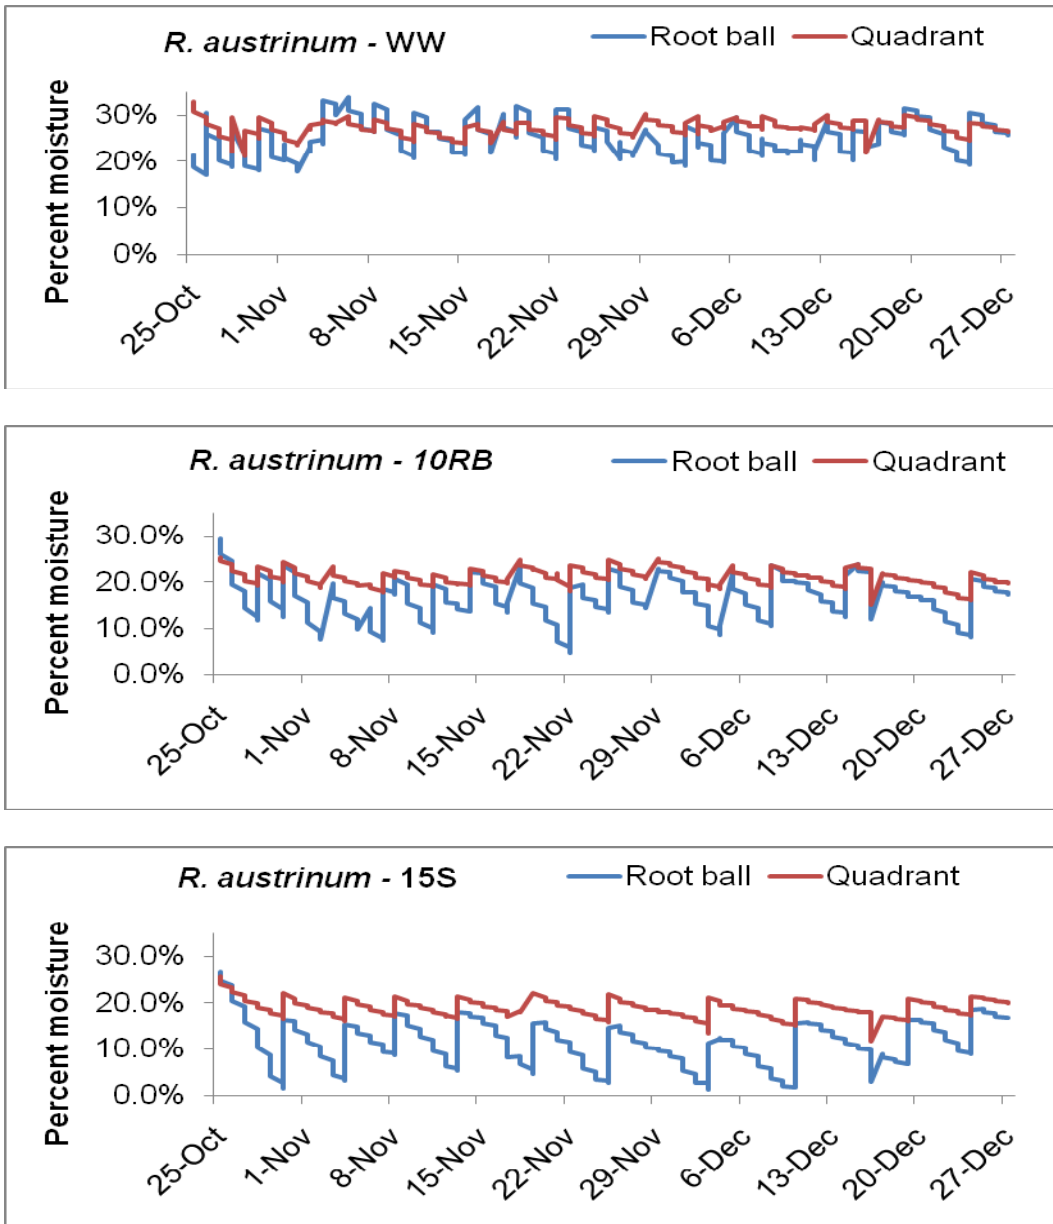 R. austrinum - WW Root ball Quadrant
Percent moisture
30%
20%
10%
0%
25-Oct 1-Nov 8-Nov 15-Nov 22-Nov 29-Nov 6-Dec 13-Dec 20-Dec 27-Dec
R. austrinum - 10RB Root ball Quadrant
Percent moisture
30.0%
20.0%
10.0%
0.0%
25-Oct 1-Nov 8-Nov 15-Nov 22-Nov 29-Nov 6-Dec 13-Dec 20-Dec 27-Dec
R. austrinum - 15S Root ball Quadrant
Percent moisture
30.0%
20.0%
10.0%
0.0%
25-Oct 1-Nov 8-Nov 15-Nov 22-Nov 29-Nov 6-Dec 13-Dec 20-Dec 27-Dec